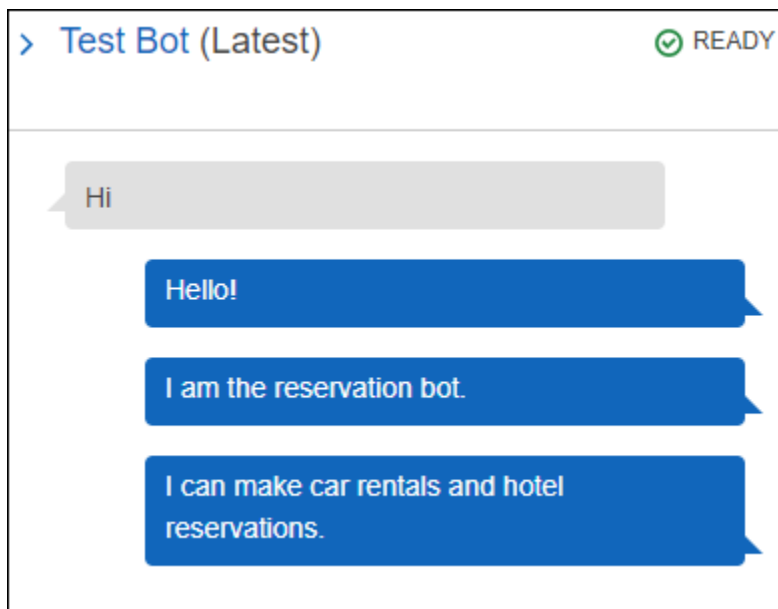 Test Bot (Latest) READY
Hi
Hello!
I am the reservation bot.
I can make car rentals and hotel
reservations.